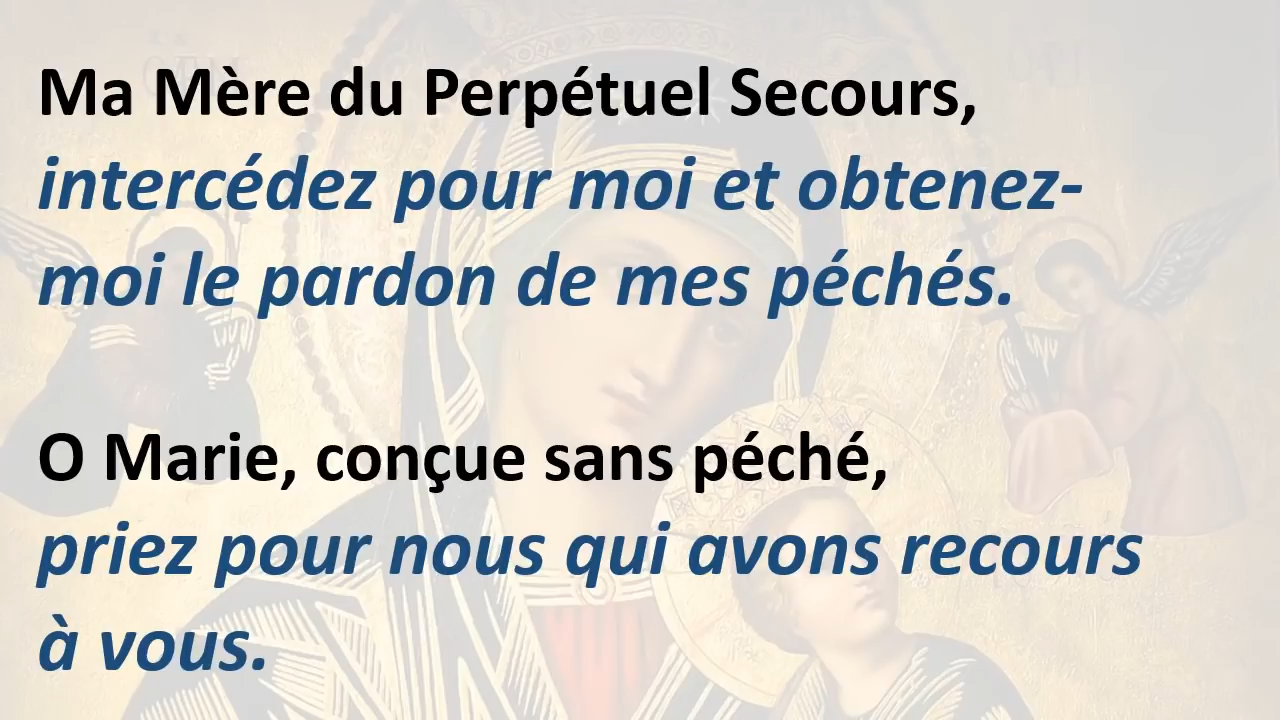 Ma Mère du Perpétuel Secours,
intercédez pour moi et obtenez-
moi le pardon de mes péchés.
O Marie, conçue sans péché,
priez pour nous qui avons recours
à vous.